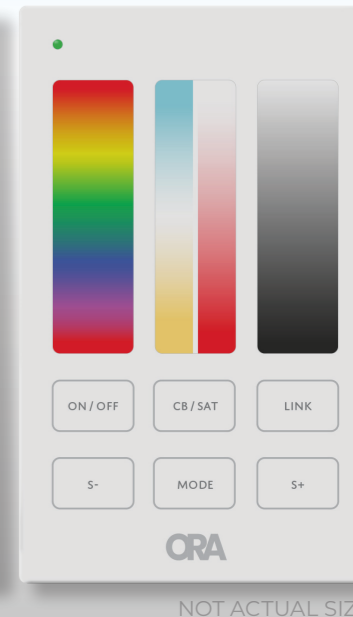 ON / OFF
CB / SAT
LINK
S-
MODE
S+
ORA
NOT ACTUAL SIZ